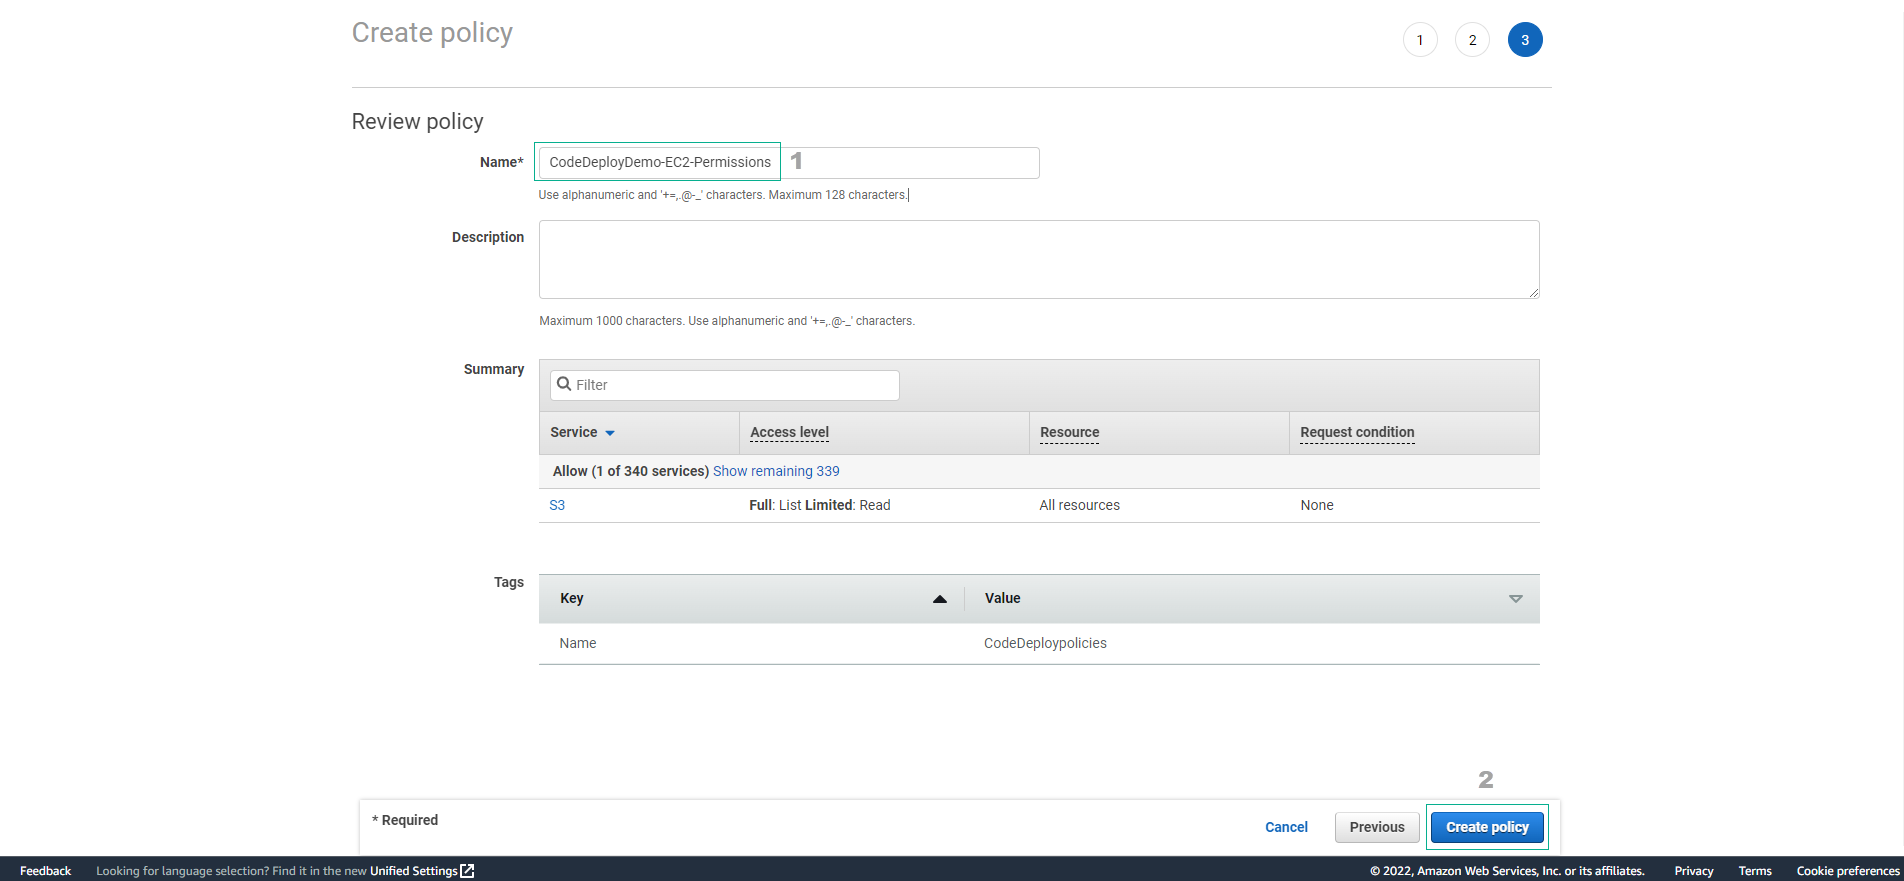 Create policy
1 2 3
Review policy
Name* CodeDeployDemo-EC2-Permissions 1
Use alphanumeric and '+=,.@-_' characters. Maximum 128 characters.
Description
Maximum 1000 characters. Use alphanumeric and '+=,.@-_' characters.
Summary Filter
Service Access level Resource Request condition
Allow (1 of 340 services) Show remaining 339
S3 Full: List Limited: Read All resources None
Tags Key Value
Name CodeDeploypolicies
2
* Required Cancel Previous Create policy
Feedback Looking for language selection? Find it in the new Unified Settings © 2022, Amazon Web Services, Inc. or its affiliates. Privacy Terms Cookie preferences